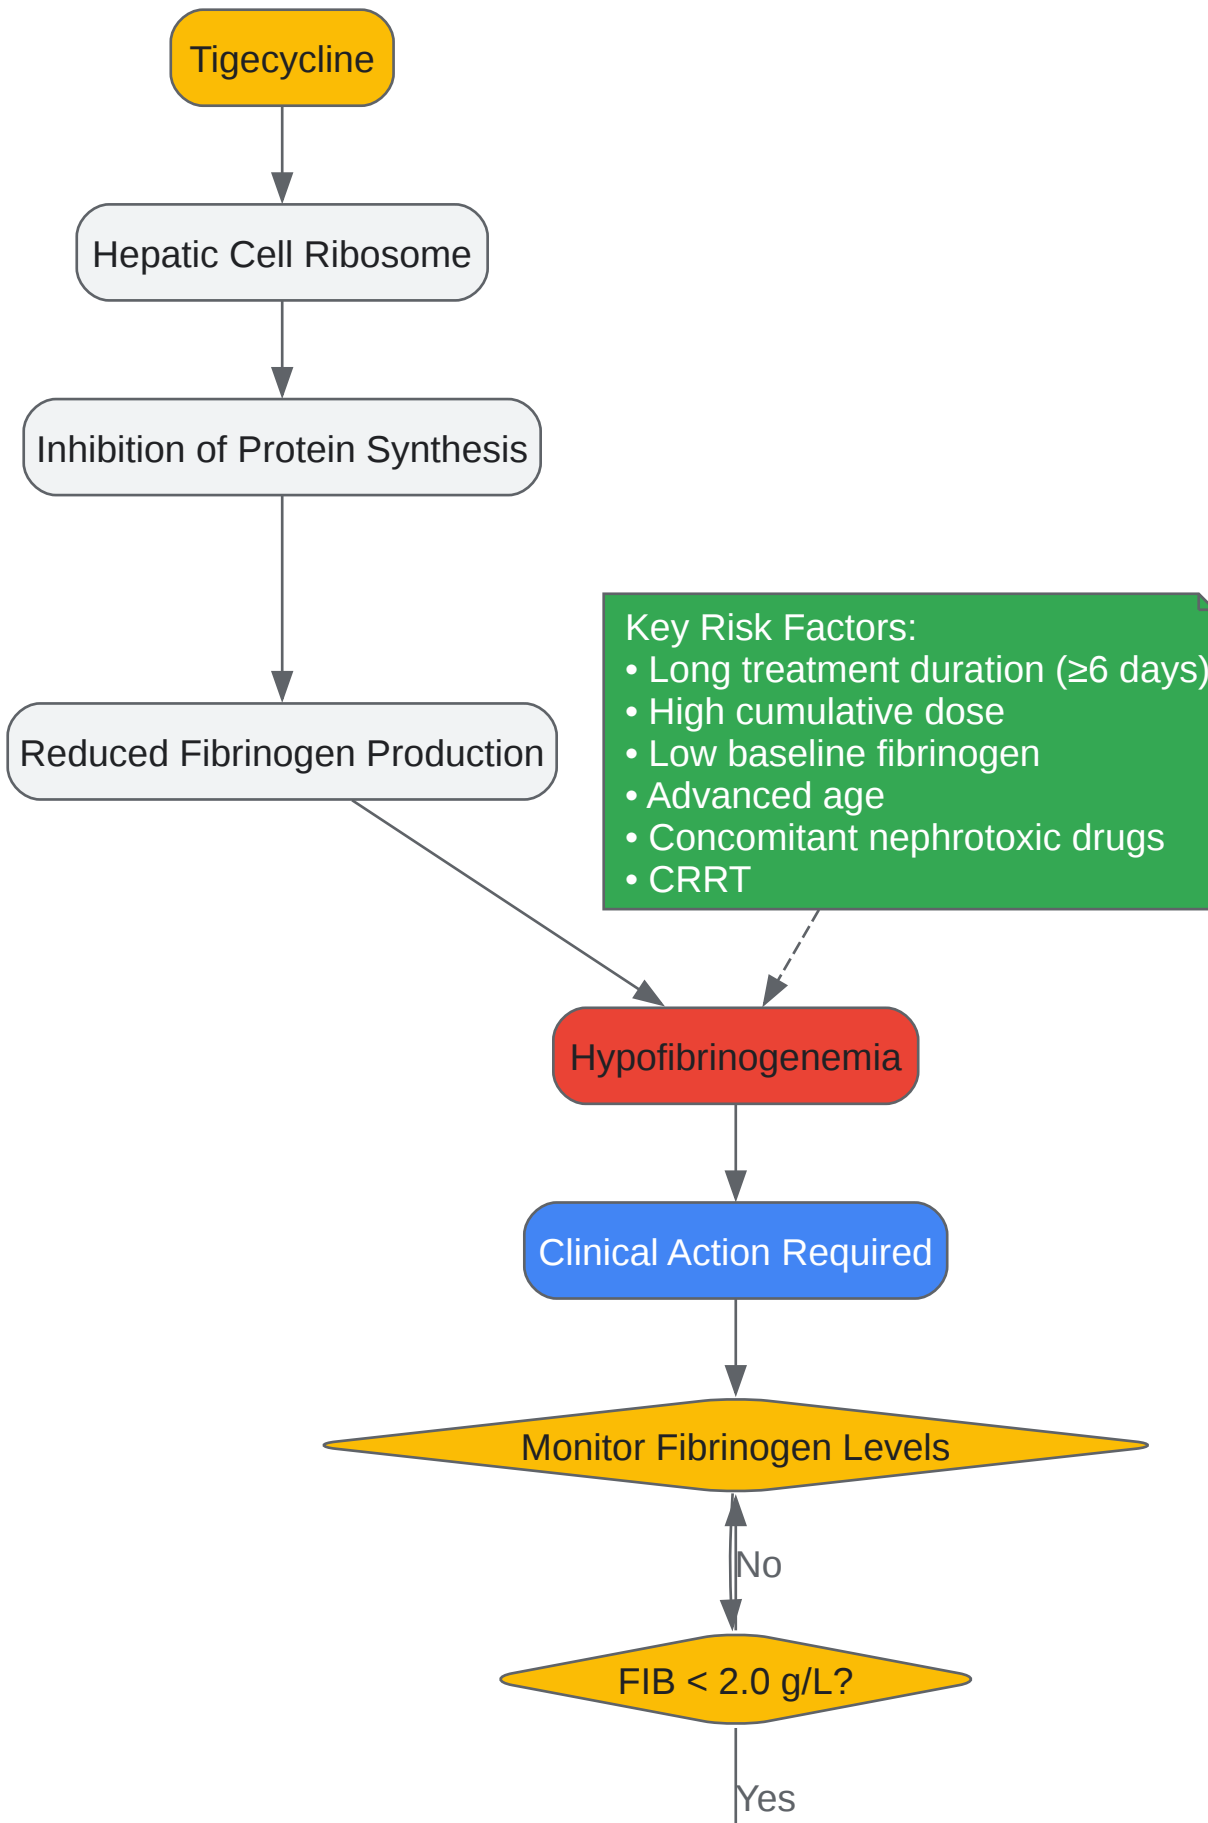 Tigecycline
Hepatic Cell Ribosome
Inhibition of Protein Synthesis
Key Risk Factors:
• Long treatment duration (≥6 days)
• High cumulative dose
• Low baseline fibrinogen
• Advanced age
• Concomitant nephrotoxic drugs
• CRRT
Reduced Fibrinogen Production
Hypofibrinogenemia
Clinical Action Required
Monitor Fibrinogen Levels
No
FIB < 2.0 g/L?
Yes